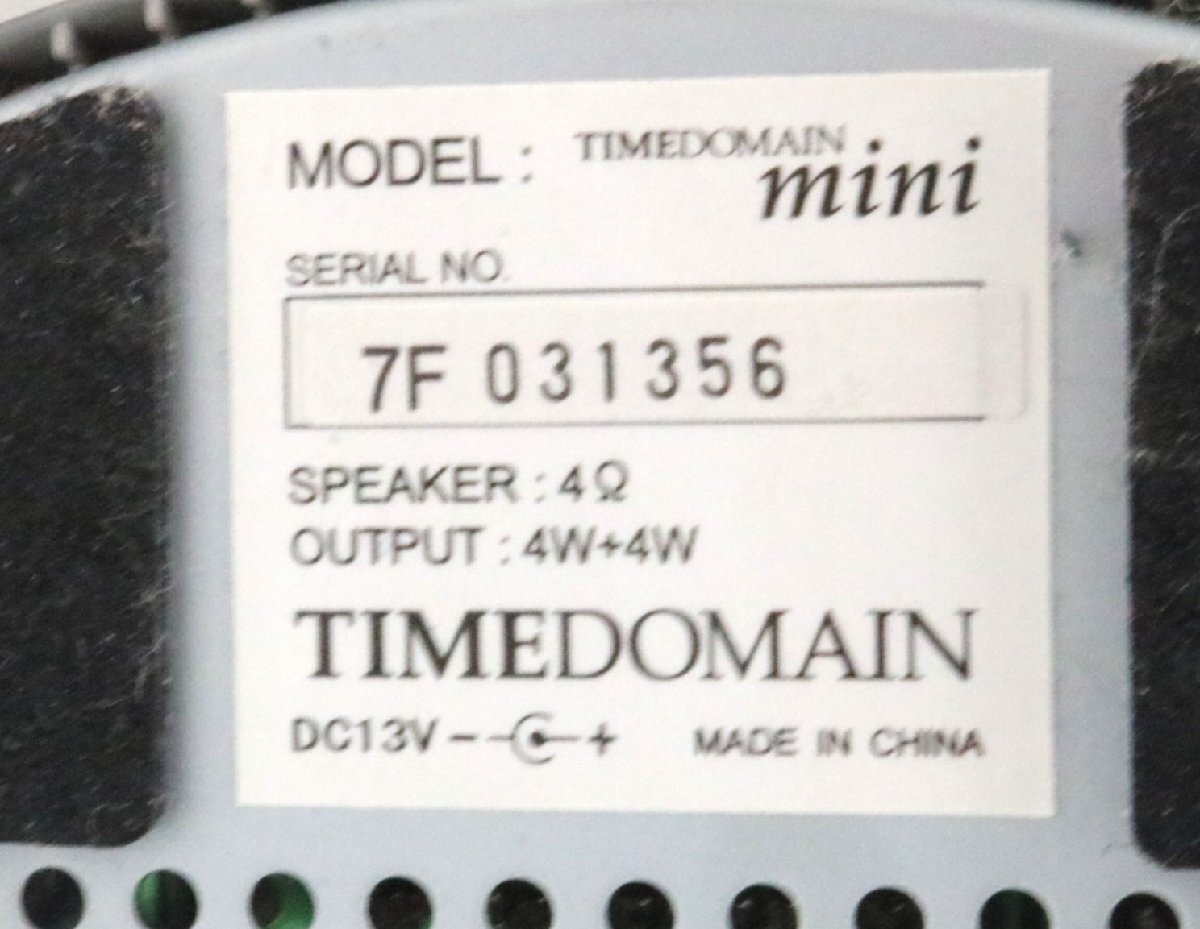 MODEL : TIMEDOMAIN
mini
SERIAL NO.
7F 031356
SPEAKER : 4Ω
OUTPUT : 4W+4W
TIMEDOMAIN
DC13V - +
MADE IN CHINA